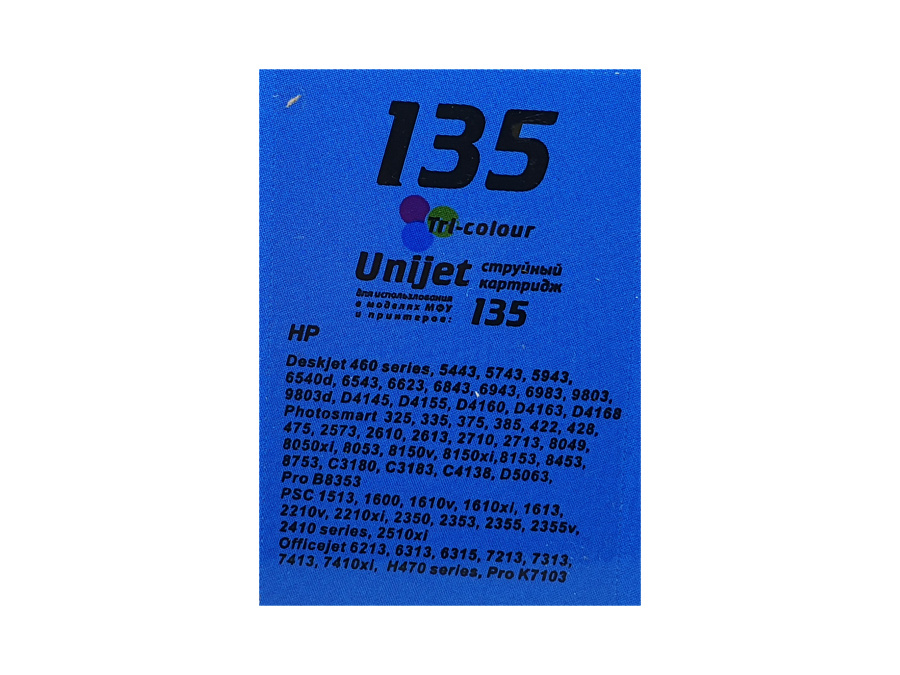 135
Tri-colour
Unijet струйный картридж
для использования
в моделях МФУ
и принтеров: 135
HP
Deskjet 460 series, 5443, 5743, 5943,
6540d, 6543, 6623, 6843, 6943, 6983, 9803,
9803d, D4145, D4155, D4160, D4163, D4168
Photosmart 325, 335, 375, 385, 422, 428,
475, 2573, 2610, 2613, 2710, 2713, 8049,
8050xi, 8053, 8150v, 8150xi,8153, 8453,
8753, C3180, C3183, C4138, D5063,
Pro B8353
PSC 1513, 1600, 1610v, 1610xi, 1613,
2210v, 2210xi, 2350, 2353, 2355, 2355v,
2410 series, 2510xi
Officejet 6213, 6313, 6315, 7213, 7313,
7413, 7410xi, H470 series, Pro K7103